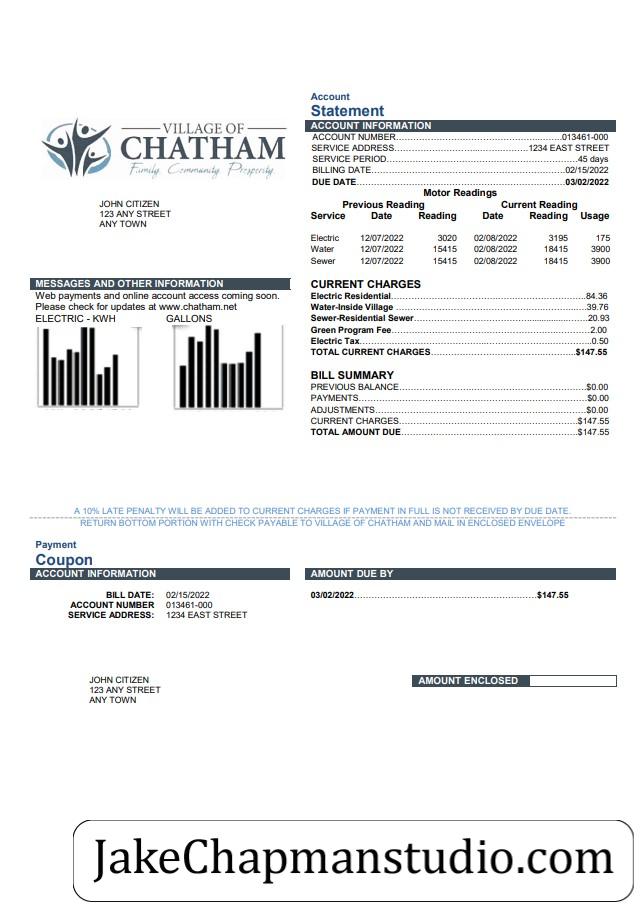 Account
Statement
VILLAGE OF
CHATHAM
Family. Community. Prosperity.
ACCOUNT INFORMATION
ACCOUNT NUMBER............013461-000
SERVICE ADDRESS............1234 EAST STREET
SERVICE PERIOD............45 days
BILLING DATE............02/15/2022
DUE DATE............03/02/2022
JOHN CITIZEN
123 ANY STREET
ANY TOWN
Motor Readings
Previous Reading Current Reading
Service Date Reading Date Reading Usage
Electric 12/07/2022 3020 02/08/2022 3195 175
Water 12/07/2022 15415 02/08/2022 18415 3900
Sewer 12/07/2022 15415 02/08/2022 18415 3900
MESSAGES AND OTHER INFORMATION
Web payments and online account access coming soon.
Please check for updates at www.chatham.net
ELECTRIC - KWH GALLONS
CURRENT CHARGES
Electric Residential............84.36
Water-Inside Village............39.76
Sewer-Residential Sewer............20.93
Green Program Fee............2.00
Electric Tax............0.50
TOTAL CURRENT CHARGES............$147.55
BILL SUMMARY
PREVIOUS BALANCE............$0.00
PAYMENTS............$0.00
ADJUSTMENTS............$0.00
CURRENT CHARGES............$147.55
TOTAL AMOUNT DUE............$147.55
A 10% LATE PENALTY WILL BE ADDED TO CURRENT CHARGES IF PAYMENT IN FULL IS NOT RECEIVED BY DUE DATE.
RETURN BOTTOM PORTION WITH CHECK PAYABLE TO VILLAGE OF CHATHAM AND MAIL IN ENCLOSED ENVELOPE
Payment
Coupon
ACCOUNT INFORMATION
BILL DATE: 02/15/2022
ACCOUNT NUMBER 013461-000
SERVICE ADDRESS: 1234 EAST STREET
AMOUNT DUE BY
03/02/2022............$147.55
JOHN CITIZEN
123 ANY STREET
ANY TOWN
AMOUNT ENCLOSED
JakeChapmanstudio.com